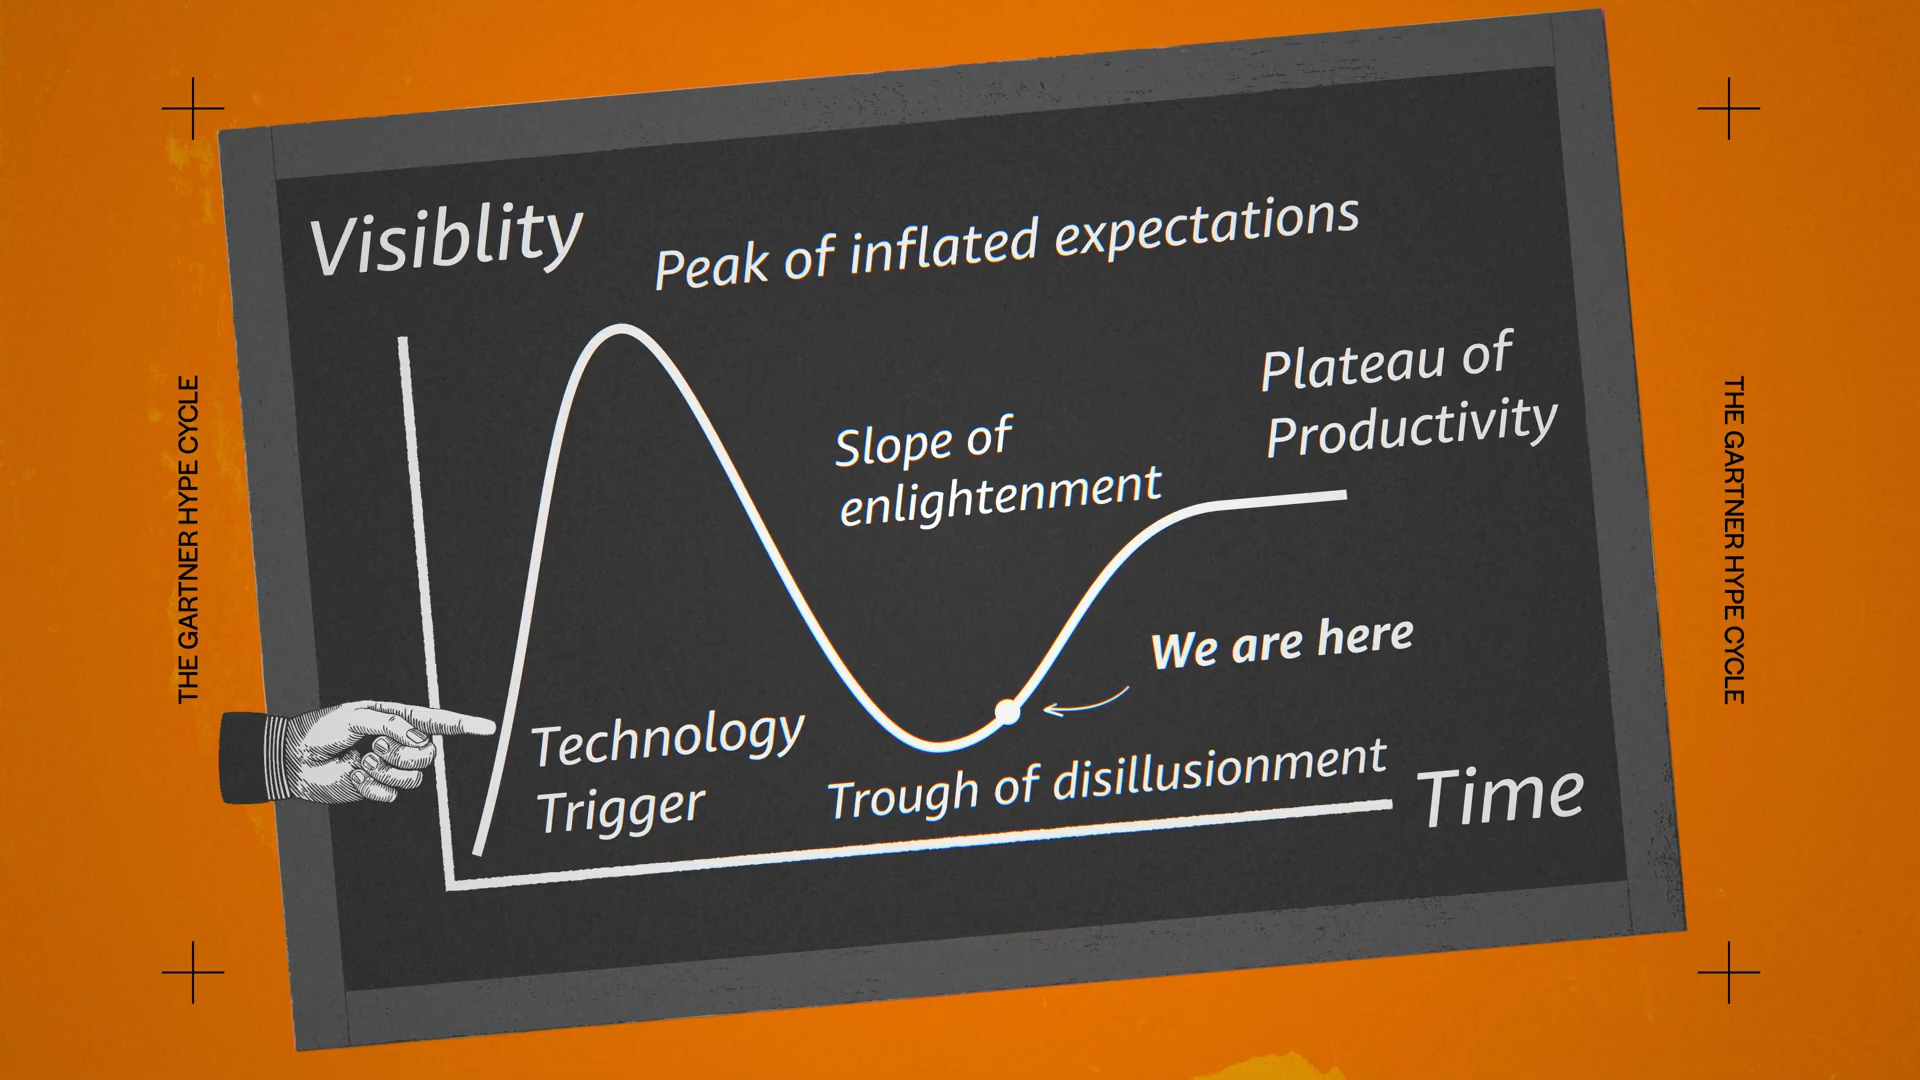 Visiblity
Peak of inflated expectations
Plateau of
Productivity
Slope of
enlightenment
We are here
Technology
Trigger
Trough of disillusionment
Time
THE GARTNER HYPE CYCLE
THE GARTNER HYPE CYCLE